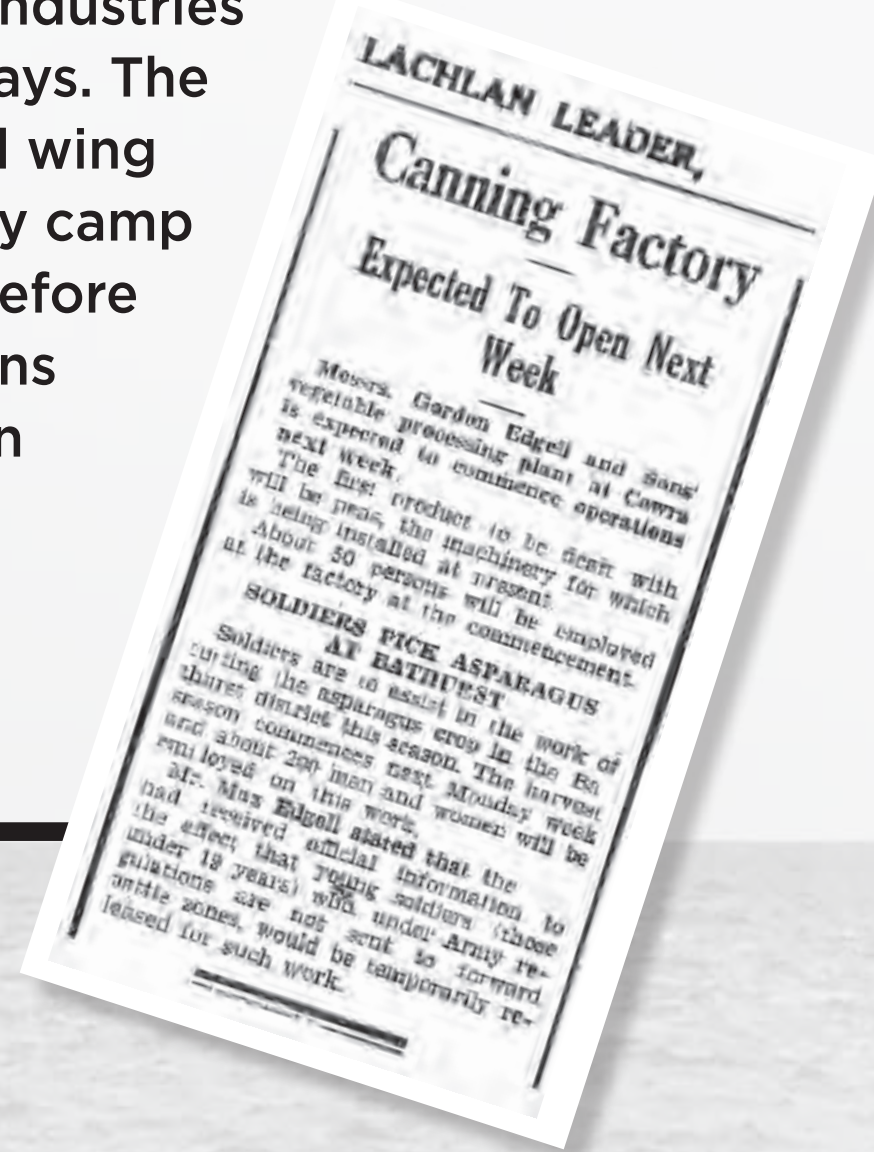 ndustries
ays. The
wing
y camp
efore
ns
n
LACHLAN LEADER,
Canning Factory
Expected To Open Next
Week
Messrs. Gordon Edgell and Sons'
vegetable processing plant at Cowra
is expected to commence operations
next week.
The first product to be dealt with
will be peas, the machinery for which
is being installed at present.
About 50 persons will be employed
at the factory at the commencement.
SOLDIERS PICK ASPARAGUS
AT BATHURST
Soldiers are to assist in the work of
cutting the asparagus crop in the Ba
thurst district this season. The harvest
season commences next Monday week
and about 200 men and women will be
employed on this work.
Mr. Max Edgell stated that the
had received official information to
the effect that young soldiers (those
under 19 years) who under Army re-
gulations are not sent to forward
battle zones, would be temporarily re-
leased for such work.